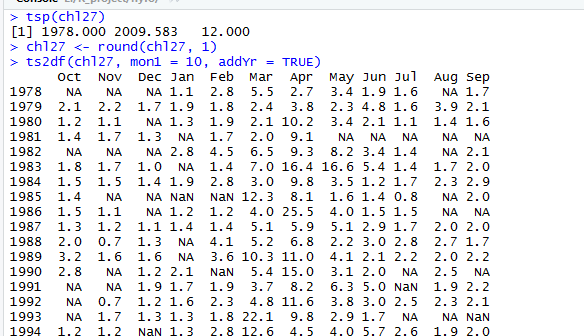 > tsp(chl27)
[1] 1978.000 2009.583   12.000
> chl27 <- round(chl27, 1)
> ts2df(chl27, mon1 = 10, addYr = TRUE)
     Oct Nov Dec Jan Feb Mar Apr May Jun Jul Aug Sep
1978 NA NA NA 1.1 2.8 5.5 2.7 3.4 1.9 1.6 NA 1.7
1979 2.1 2.2 1.7 1.9 1.8 2.4 3.8 2.3 4.8 1.6 3.9 2.1
1980 1.2 1.1 NA 1.3 1.9 2.1 10.2 3.4 2.1 1.1 1.4 1.6
1981 1.4 1.7 1.3 NA 1.7 2.0 9.1 NA NA NA NA NA
1982 NA NA NA 2.8 4.5 6.5 9.3 8.2 3.4 1.4 NA 2.1
1983 1.8 1.7 1.0 NA 1.4 7.0 16.4 16.6 5.4 1.4 1.7 2.0
1984 1.5 1.5 1.4 1.9 2.8 3.0 9.8 3.5 1.2 1.7 2.3 2.9
1985 1.4 NA NA NaN NaN 12.3 8.1 1.6 1.4 0.8 NA 2.0
1986 1.5 1.1 NA 1.2 1.2 4.0 25.5 4.0 1.5 1.5 NA NA
1987 1.3 1.2 1.1 1.4 1.4 5.1 5.9 5.1 2.9 1.7 2.0 2.0
1988 2.0 0.7 1.3 NA 4.1 5.2 6.8 2.2 3.0 2.8 2.7 1.7
1989 3.2 1.6 1.6 NA 3.6 10.3 11.0 4.1 2.1 2.2 2.0 2.2
1990 2.8 NA 1.2 2.1 NaN 5.4 15.0 3.1 2.0 NA 2.5 NA
1991 NA NA 1.9 1.7 1.9 3.7 8.2 6.3 5.0 NaN 1.9 2.2
1992 NA 0.7 1.2 1.6 2.3 4.8 11.6 3.8 3.0 2.5 2.3 2.1
1993 NA 1.7 1.3 1.3 1.8 22.1 9.8 2.9 1.7 NA NA NaN
1994 1.2 1.2 NaN 1.3 2.8 12.6 4.5 4.0 5.7 2.6 1.9 2.0